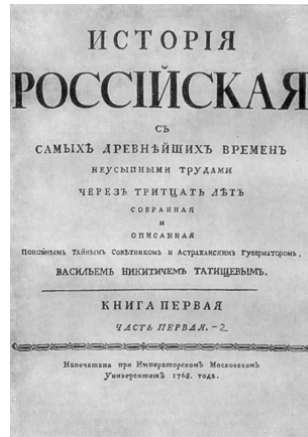 ИСТОРІЯ
РОССІЙСКАЯ
СЪ
САМЫХЪ ДРЕВНѢЙШИХЪ ВРЕМЕНЪ
НЕУСЫПНЫМИ ТРУДАМИ
ЧЕРЕЗЪ ТРИТЦАТЬ ЛѢТЪ
СОБРАННАЯ
И
ОПИСАННАЯ
Покойнымъ Тайнымъ Совѣтникомъ и Астраханскимъ Губернаторомъ,
ВАСИЛЬЕМЪ НИКИТИЧЕМЪ ТАТИЩЕВЫМЪ.
КНИГА ПЕРВАЯ
ЧАСТЬ ПЕРВАЯ. - 2
Напечатана при Императорскомъ Московскомъ
Университетѣ 1768. года.